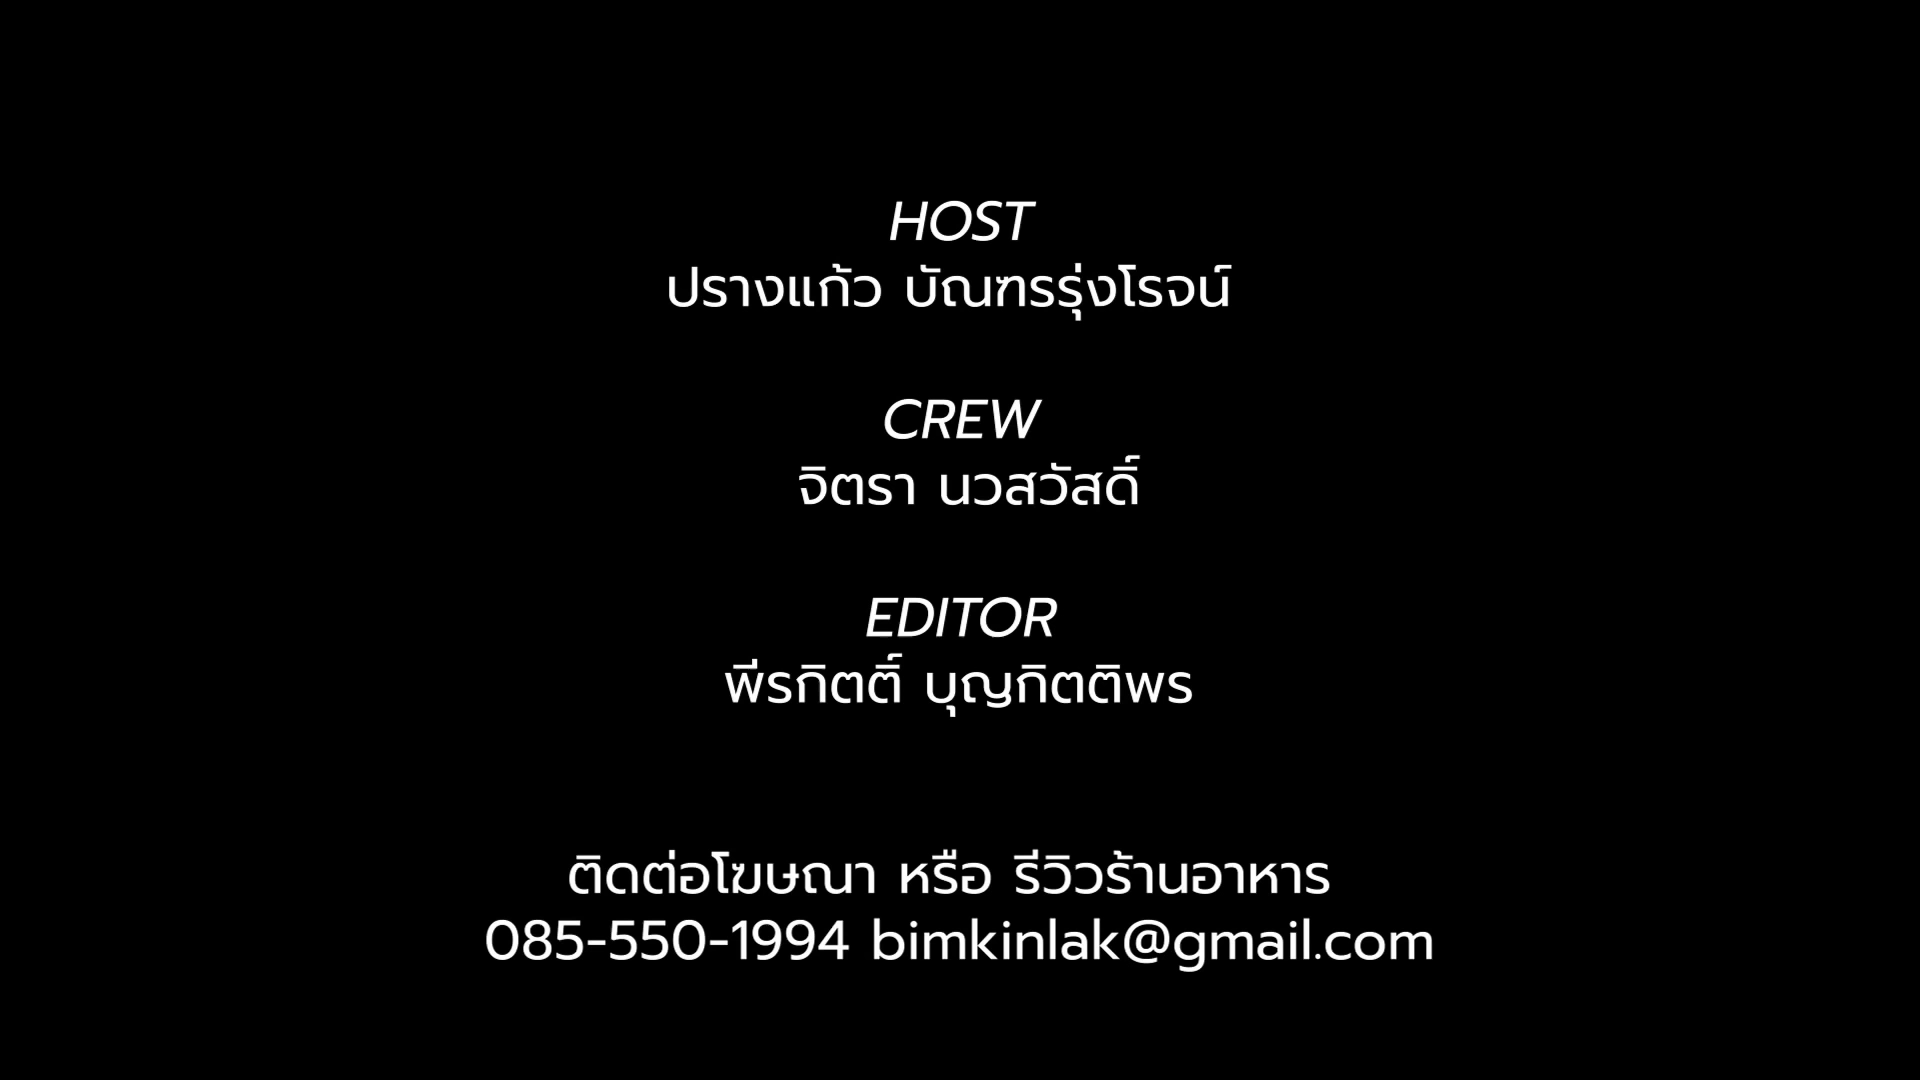 HOST
ปรางแก้ว บัณฑรรุ่งโรจน์
CREW
จิตรา นวสวัสดิ์
EDITOR
พีรกิตติ์ บุญกิตติพร
ติดต่อโฆษณา หรือ รีวิวร้านอาหาร
085-550-1994 bimkinlak@gmail.com